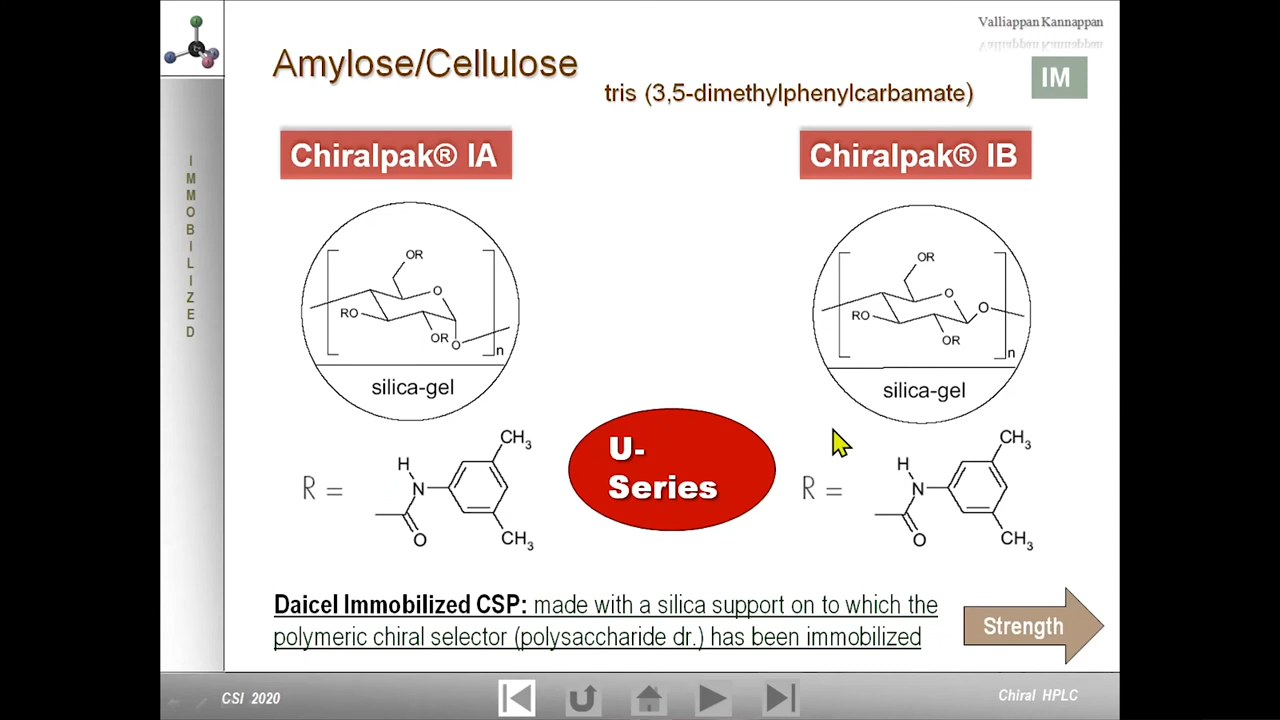 Valliappan Kannappan
Amylose/Cellulose
tris (3,5-dimethylphenylcarbamate)
IM
IMMOBILIZED
Chiralpak® IA
Chiralpak® IB
OR
O
RO
OR
O
n
silica-gel
OR
O
O
RO
OR
n
silica-gel
U-
Series
R =
H
N
O
CH3
CH3
R =
H
N
O
CH3
CH3
Daicel Immobilized CSP: made with a silica support on to which the
polymeric chiral selector (polysaccharide dr.) has been immobilized
Strength
CSI 2020
Chiral HPLC